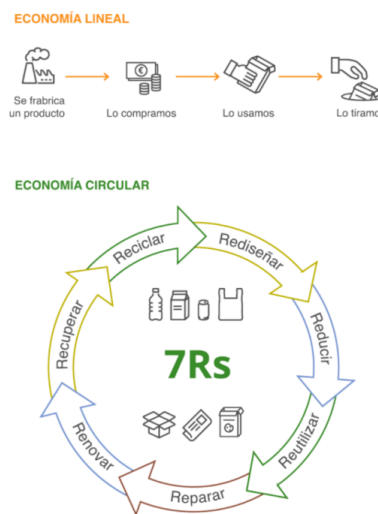 ECONOMÍA LINEAL
Se frabrica
un producto
Lo compramos
Lo usamos
Lo tiramo
ECONOMÍA CIRCULAR
Rediseñar
Reducir
Reutilizar
Reparar
Renovar
Recuperar
Reciclar
7Rs